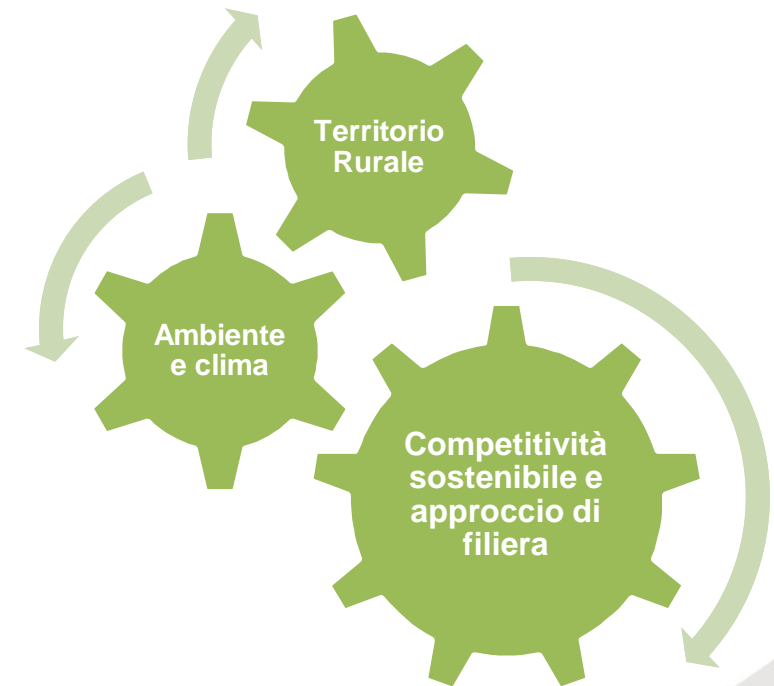 Territorio
Rurale
Ambiente
e clima
Competitività
sostenibile e
approccio di
filiera